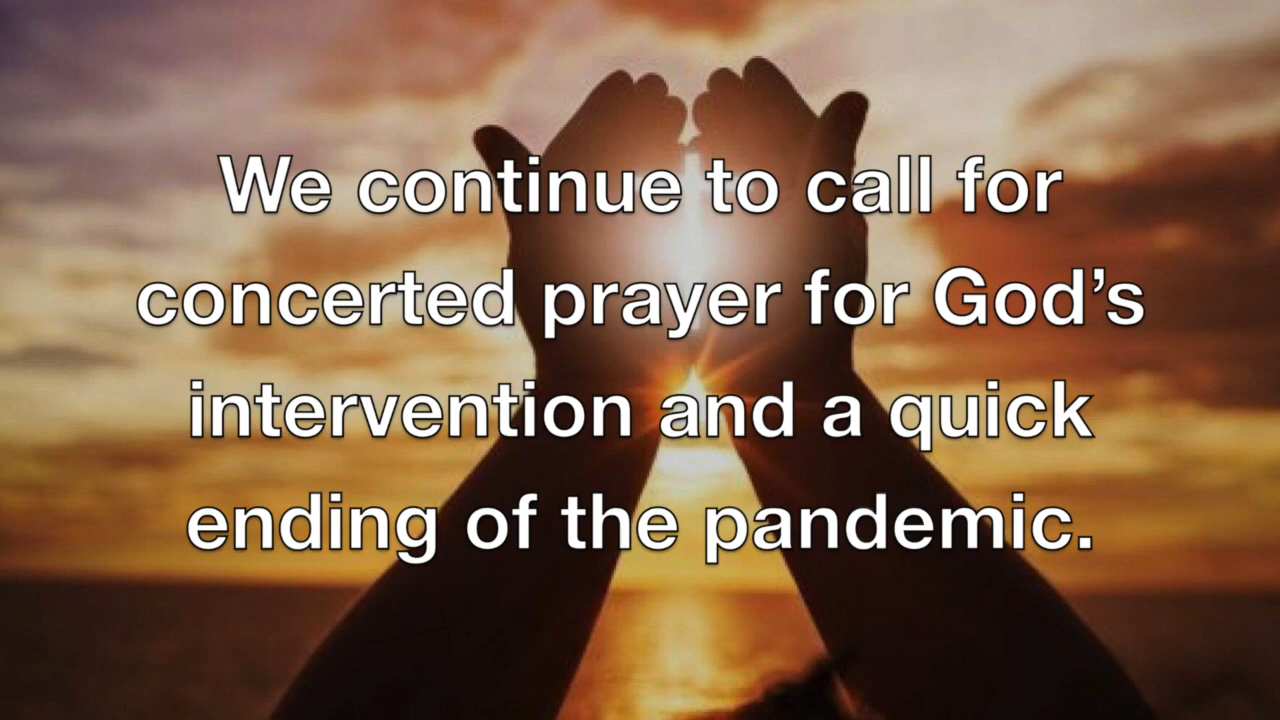 We continue to call for
concerted prayer for God’s
intervention and a quick
ending of the pandemic.